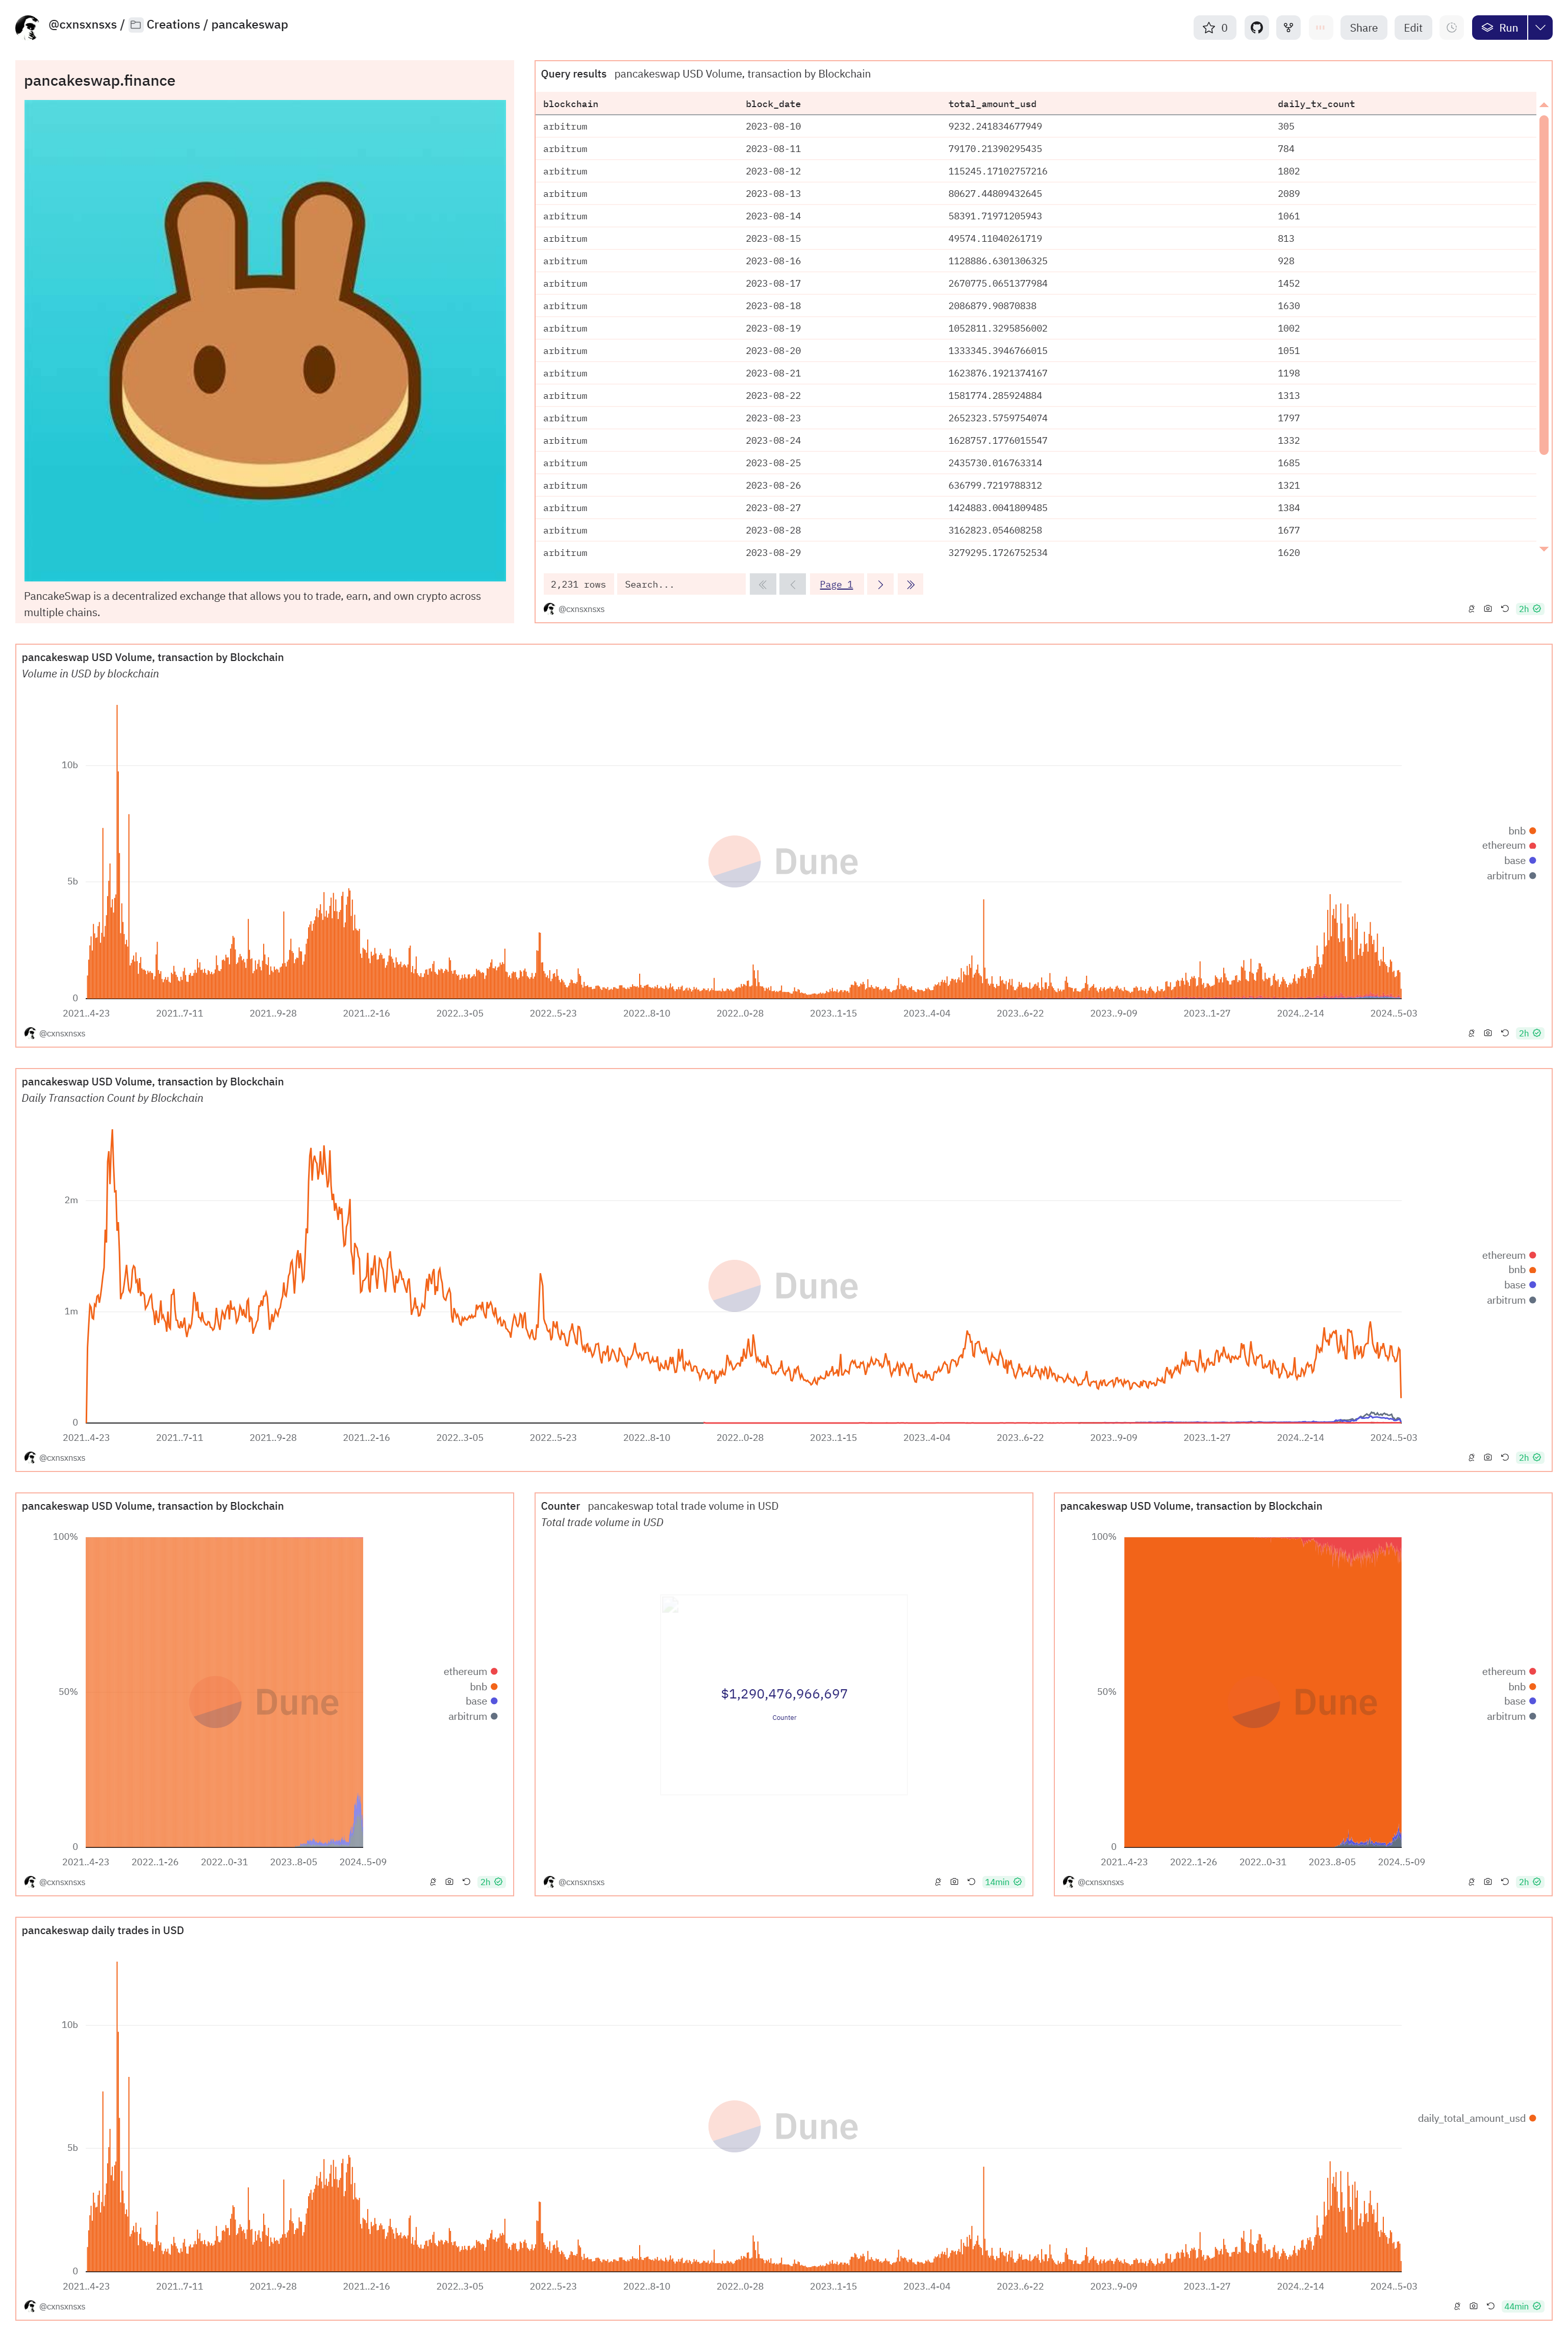 @cxnsxnsxs / Creations / pancakeswap
0
Share
Edit
Run
pancakeswap.finance
PancakeSwap is a decentralized exchange that allows you to trade, earn, and own crypto across
multiple chains.
Query results pancakeswap USD Volume, transaction by Blockchain
blockchain block_date total_amount_usd daily_tx_count
arbitrum 2023-08-10 9232.241834677949 305
arbitrum 2023-08-11 79170.21390295435 784
arbitrum 2023-08-12 115245.17102757216 1802
arbitrum 2023-08-13 80627.44809432645 2089
arbitrum 2023-08-14 58391.71971205943 1061
arbitrum 2023-08-15 49574.11040261719 813
arbitrum 2023-08-16 1128886.6301306325 928
arbitrum 2023-08-17 2670775.0651377984 1452
arbitrum 2023-08-18 2086879.90870838 1630
arbitrum 2023-08-19 1052811.3295856002 1002
arbitrum 2023-08-20 1333345.3946766015 1051
arbitrum 2023-08-21 1623876.1921374167 1198
arbitrum 2023-08-22 1581774.285924884 1313
arbitrum 2023-08-23 2652323.5759754074 1797
arbitrum 2023-08-24 1628757.1776015547 1332
arbitrum 2023-08-25 2435730.016763314 1685
arbitrum 2023-08-26 636799.7219788312 1321
arbitrum 2023-08-27 1424883.0041809485 1384
arbitrum 2023-08-28 3162823.054608258 1677
arbitrum 2023-08-29 3279295.1726752534 1620
2,231 rows Search... Page 1
@cxnsxnsxs 2h
pancakeswap USD Volume, transaction by Blockchain
Volume in USD by blockchain
10b
5b
0
Dune
bnb
ethereum
base
arbitrum
2021..4-23 2021..7-11 2021..9-28 2021..2-16 2022..3-05 2022..5-23 2022..8-10 2022..0-28 2023..1-15 2023..4-04 2023..6-22 2023..9-09 2023..1-27 2024..2-14 2024..5-03
@cxnsxnsxs 2h
pancakeswap USD Volume, transaction by Blockchain
Daily Transaction Count by Blockchain
2m
1m
0
Dune
ethereum
bnb
base
arbitrum
2021..4-23 2021..7-11 2021..9-28 2021..2-16 2022..3-05 2022..5-23 2022..8-10 2022..0-28 2023..1-15 2023..4-04 2023..6-22 2023..9-09 2023..1-27 2024..2-14 2024..5-03
@cxnsxnsxs 2h
pancakeswap USD Volume, transaction by Blockchain
100%
50%
0
Dune
ethereum
bnb
base
arbitrum
2021..4-23 2022..1-26 2022..0-31 2023..8-05 2024..5-09
@cxnsxnsxs 2h
Counter pancakeswap total trade volume in USD
Total trade volume in USD
$1,290,476,966,697
Counter
@cxnsxnsxs 14min
pancakeswap USD Volume, transaction by Blockchain
100%
50%
0
Dune
ethereum
bnb
base
arbitrum
2021..4-23 2022..1-26 2022..0-31 2023..8-05 2024..5-09
@cxnsxnsxs 2h
pancakeswap daily trades in USD
10b
5b
0
Dune
daily_total_amount_usd
2021..4-23 2021..7-11 2021..9-28 2021..2-16 2022..3-05 2022..5-23 2022..8-10 2022..0-28 2023..1-15 2023..4-04 2023..6-22 2023..9-09 2023..1-27 2024..2-14 2024..5-03
@cxnsxnsxs 44min